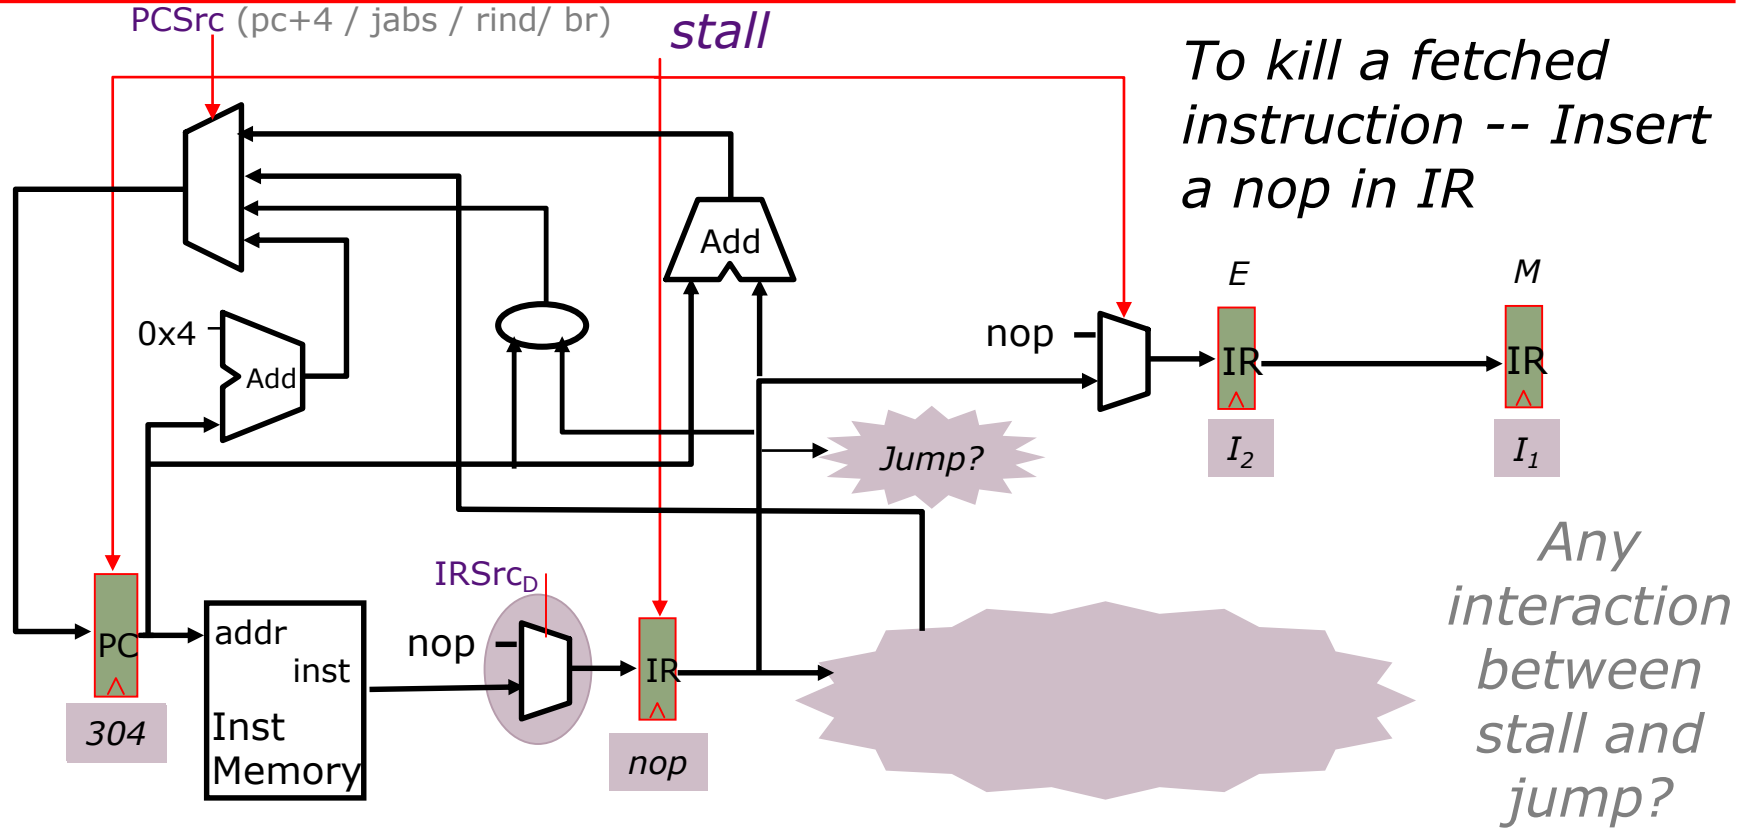 PCSrc (pc+4 / jabs / rind/ br)
stall
To kill a fetched
instruction -- Insert
a nop in IR
Add
E
M
0x4
Add
nop
IR
IR
Jump?
I2
I1
Any
interaction
between
stall and
jump?
IRSrcD
PC
addr
inst
Inst
Memory
nop
IR
304
nop